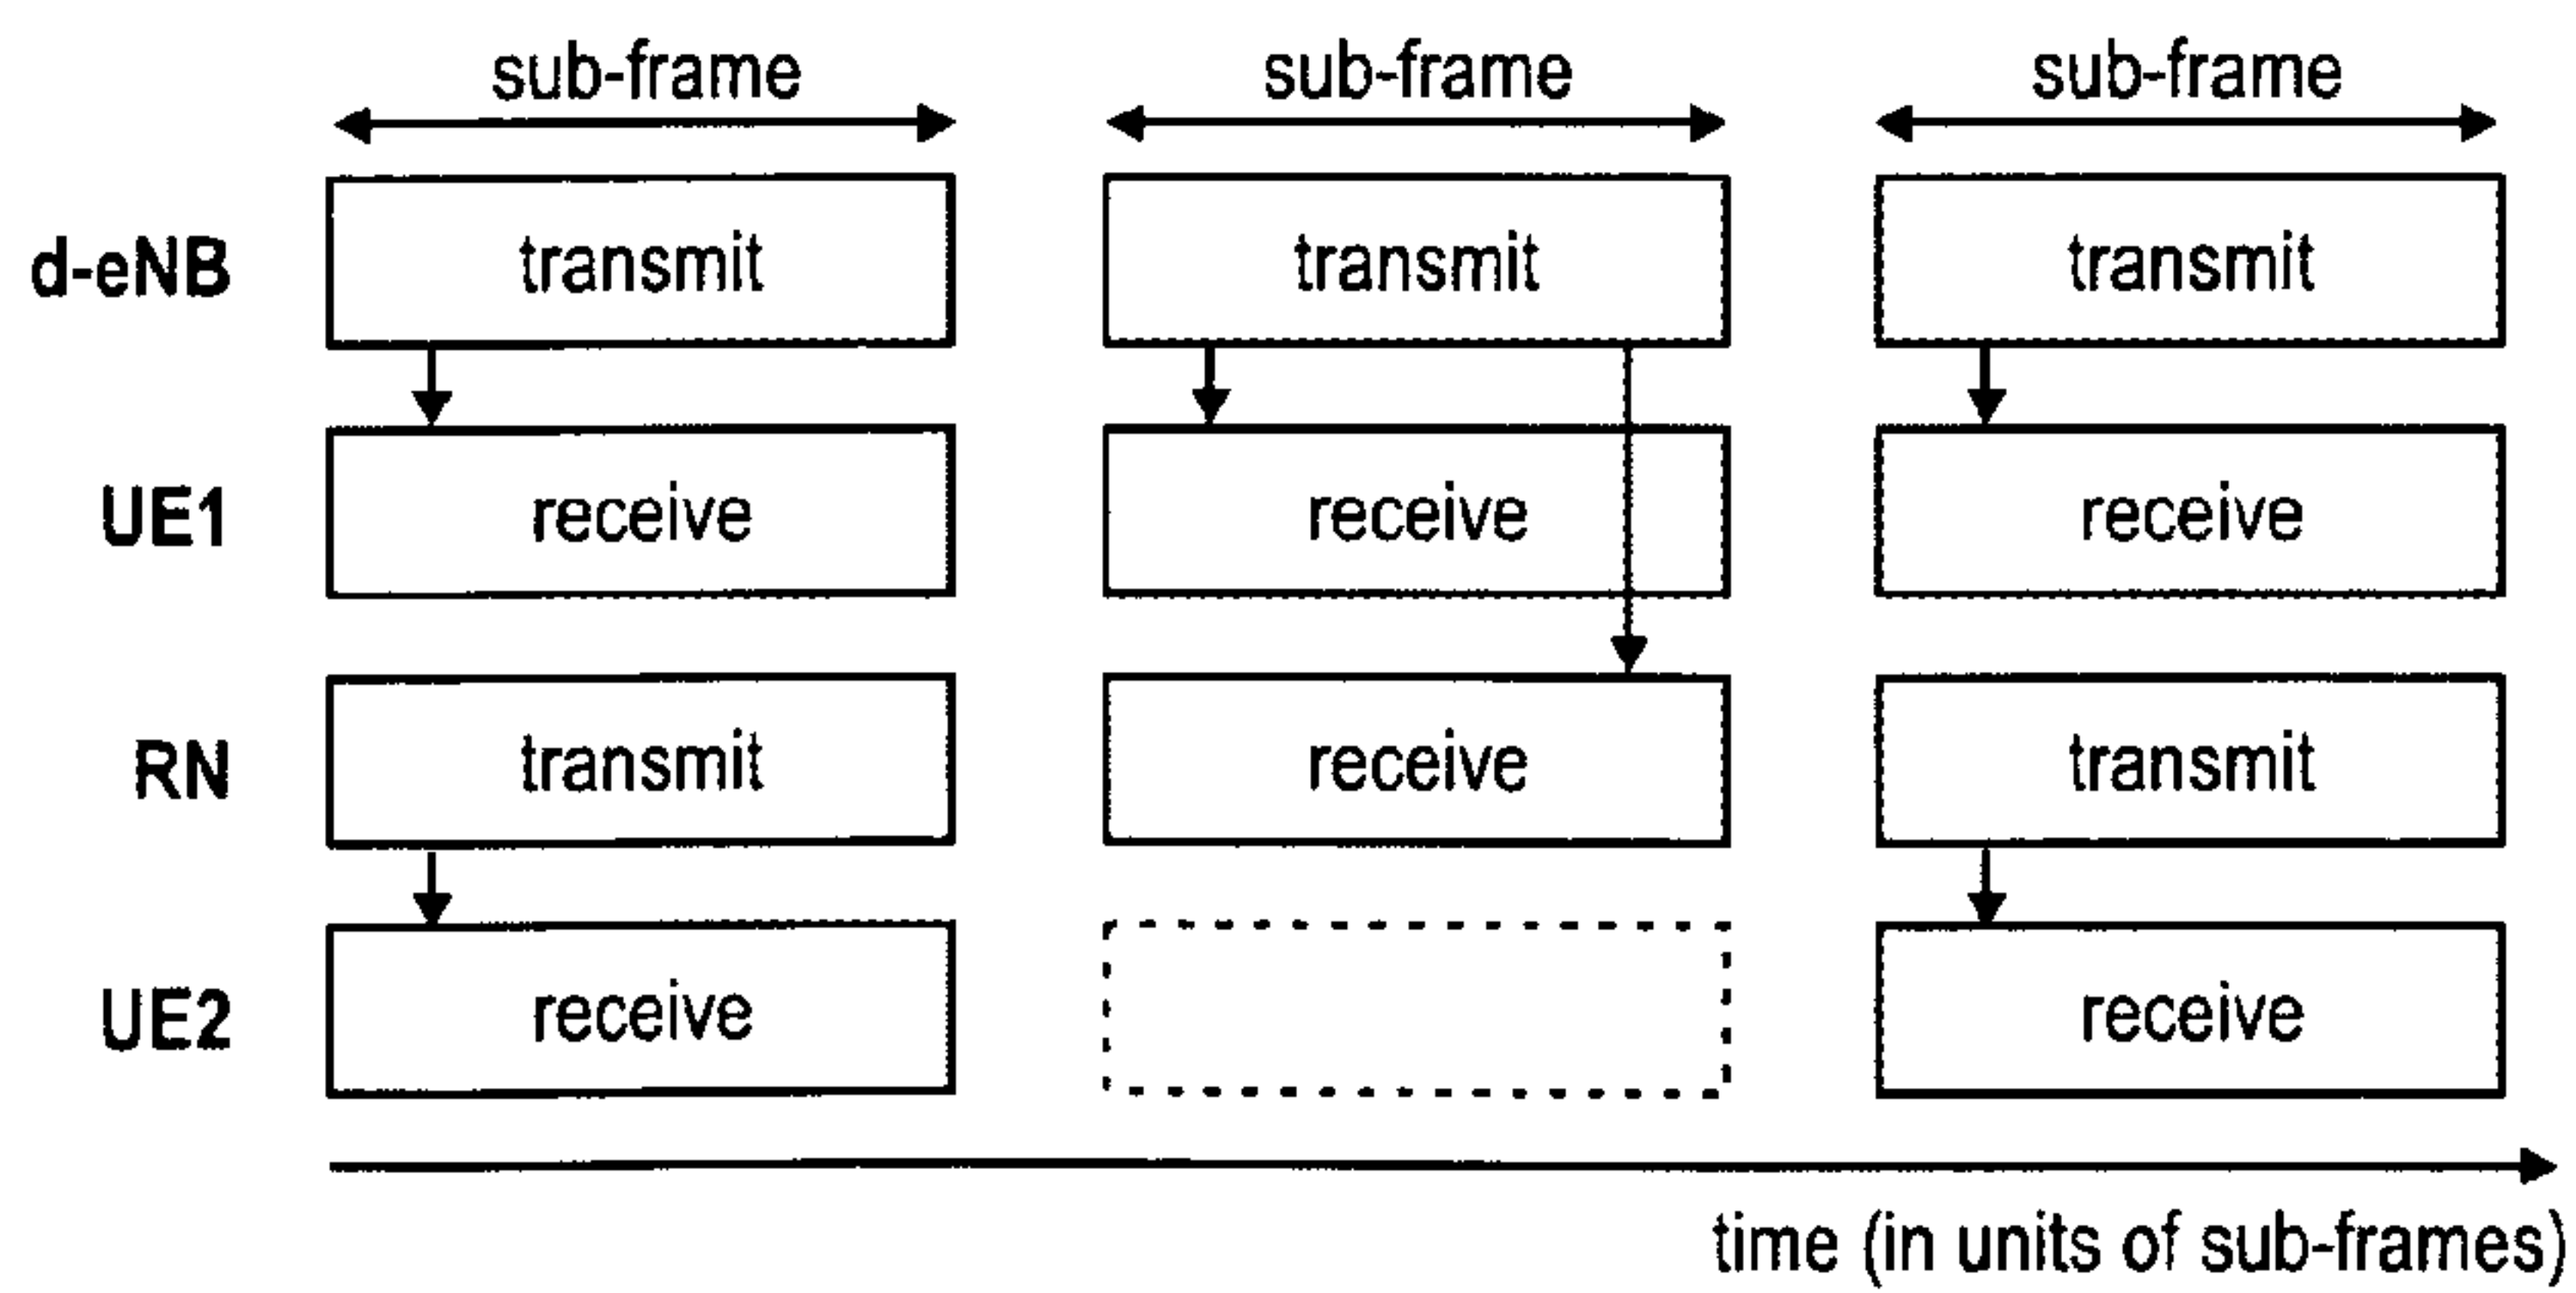 sub-frame sub-frame sub-frame
d-eNB transmit transmit transmit
UE1 receive receive receive
RN transmit receive transmit
UE2 receive receive
time (in units of sub-frames)